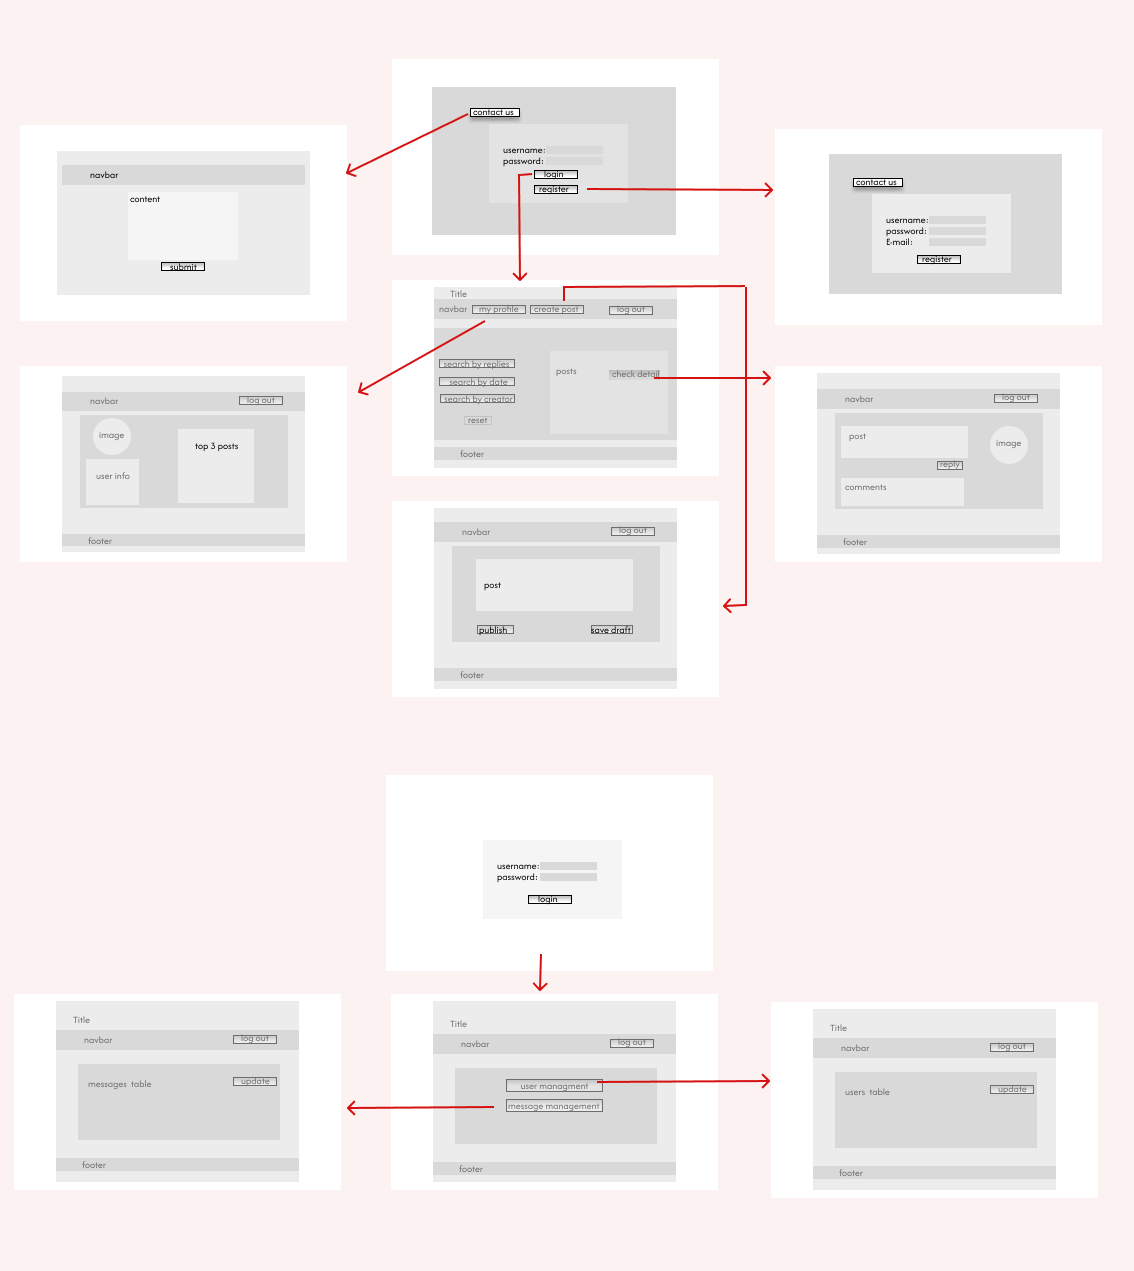 contact us
username:
password:
login
register
navbar
content
submit
contact us
username:
password:
E-mail:
register
Title
navbar my profile create post log out
search by replies
search by date
search by creator
reset
posts check detail
footer
navbar log out
image
user info
top 3 posts
footer
navbar log out
post
image
reply
comments
footer
navbar log out
post
publish save draft
footer
username:
password:
login
Title
navbar log out
messages table update
footer
Title
navbar log out
user managment
message management
footer
Title
navbar log out
users table update
footer